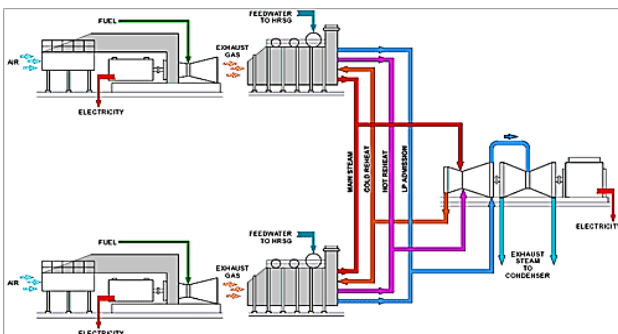 FUEL
FEEDWATER
TO HRSG
AIR
EXHAUST
GAS
ELECTRICITY
MAIN STEAM
COLD REHEAT
HOT REHEAT
LP ADMISSION
ELECTRICITY
EXHAUST
STEAM
TO
CONDENSER
FUEL
FEEDWATER
TO HRSG
AIR
EXHAUST
GAS
ELECTRICITY